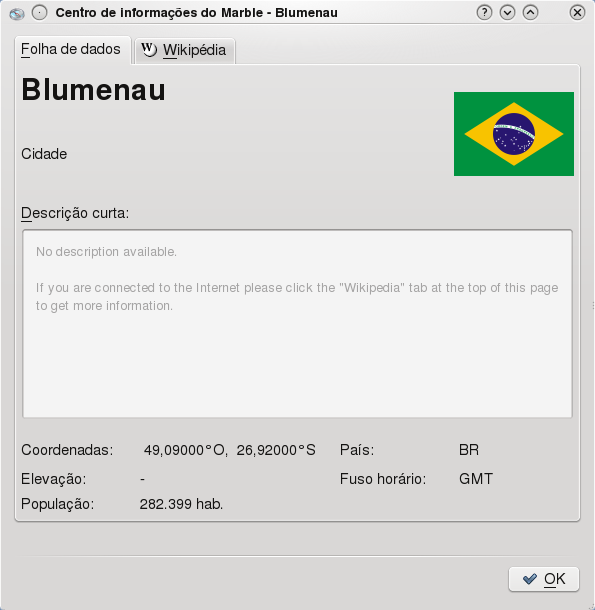 Centro de informações do Marble - Blumenau
Folha de dados
W Wikipédia
Blumenau
Cidade
Descrição curta:
No description available.
If you are connected to the Internet please click the "Wikipedia" tab at the top of this page
to get more information.
Coordenadas: 49,09000°O, 26,92000°S País: BR
Elevação: - Fuso horário: GMT
População: 282.399 hab.
OK